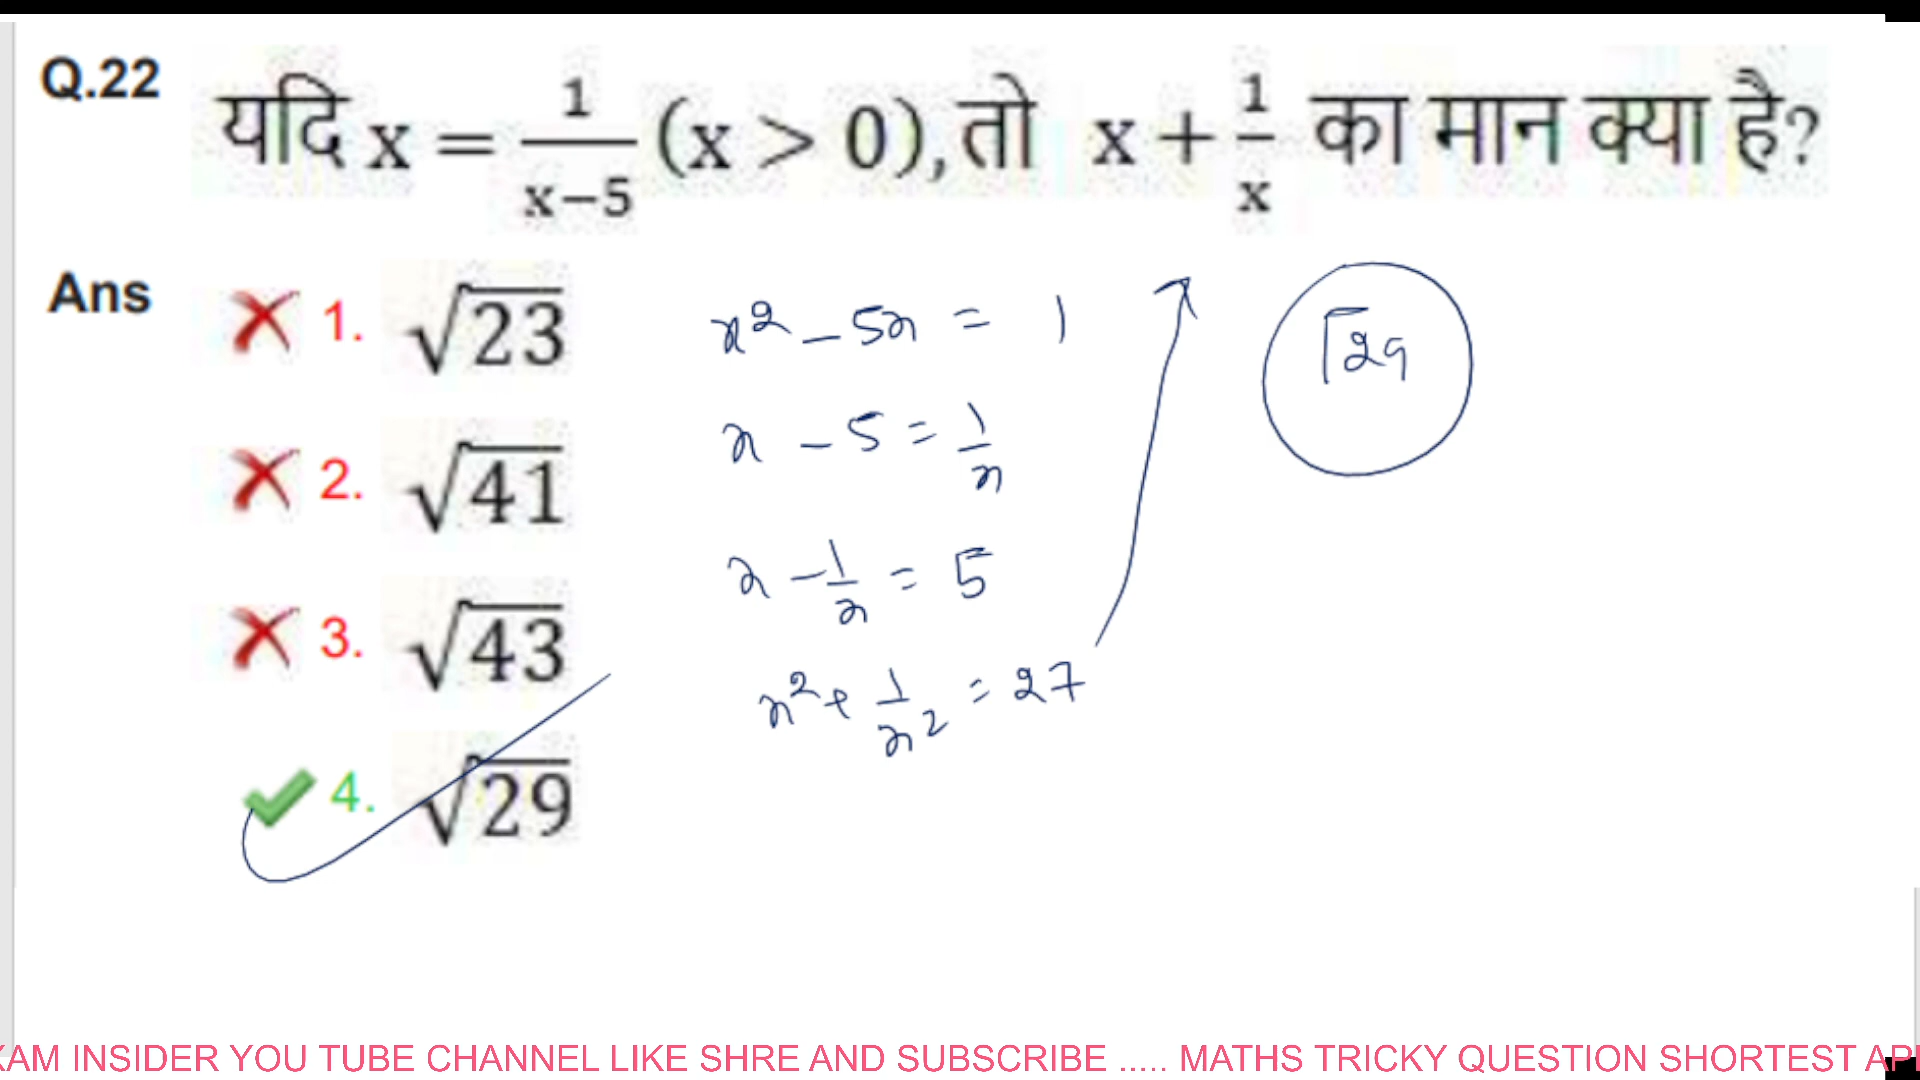 Q.22 यदि x = 1/(x−5) (x > 0), तो x + 1/x का मान क्या है?
Ans 1. √23
2. √41
3. √43
4. √29
x² − 5x = 1
x − 5 = 1/x
x − 1/x = 5
x² + 1/x² = 27
√29
XAM INSIDER YOU TUBE CHANNEL LIKE SHRE AND SUBSCRIBE ..... MATHS TRICKY QUESTION SHORTEST AP